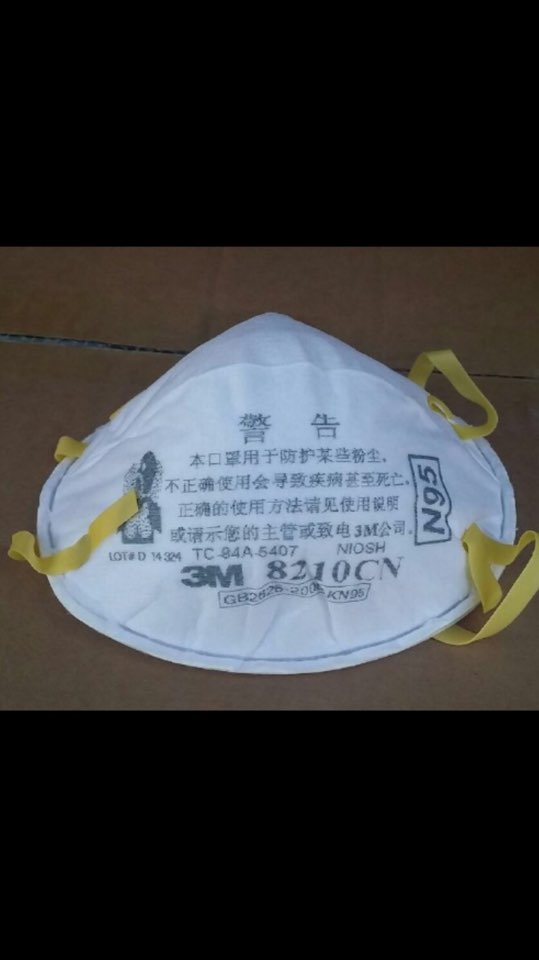 警 告
本口罩用于防护某些粉尘,
不正确使用会导致疾病甚至死亡。
正确的使用方法请见使用说明
或请示您的主管或致电 3M公司。
LOT# D 14 324 TC-84A-5407 NIOSH
3M 8210CN
GB2626-2006 KN95
N95